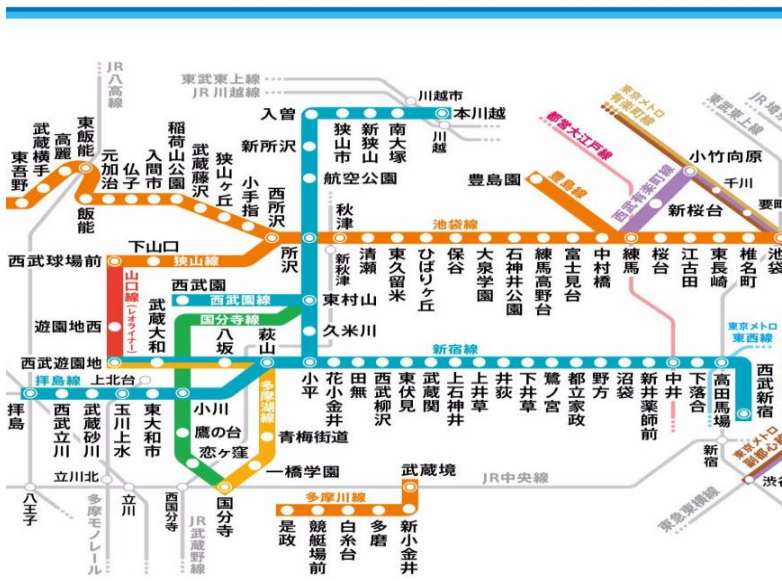 JR八高線
東武東上線
JR川越線
川越市
本川越
川越
入曽
狭山市
新狭山
南大塚
新所沢
航空公園
東吾野
武蔵横手
高麗
東飯能
飯能
元加治
仏子
入間市
稲荷山公園
武蔵藤沢
狭山ヶ丘
小手指
西所沢
所沢
秋津
新秋津
池袋線
清瀬
東久留米
ひばりヶ丘
保谷
大泉学園
石神井公園
練馬高野台
富士見台
中村橋
練馬
桜台
江古田
東長崎
椎名町
池袋
豊島園
豊島線
都営大江戸線
東京メトロ
有楽町線
東武東上線
JR埼京
小竹向原
千川
要町
西武有楽町線
新桜台
下山口
狭山線
西武球場前
山口線
(レオライナー)
遊園地西
西武遊園地
西武園
西武園線
東村山
国分寺線
久米川
武蔵大和
八坂
萩山
小平
新宿線
花小金井
田無
西武柳沢
東伏見
武蔵関
上石神井
上井草
井荻
下井草
鷺ノ宮
都立家政
野方
沼袋
新井薬師前
中井
下落合
高田馬場
西武新宿
東京メトロ
東西線
新宿
東京メトロ
副都心線
渋谷
東急東横線
拝島線
上北台
拝島
西武立川
武蔵砂川
玉川上水
東大和市
小川
鷹の台
恋ヶ窪
国分寺
多摩湖線
青梅街道
一橋学園
立川北
八王子
多摩モノレール
立川
西国分寺
JR武蔵野線
JR中央線
武蔵境
多摩川線
是政
競艇場前
白糸台
多磨
新小金井